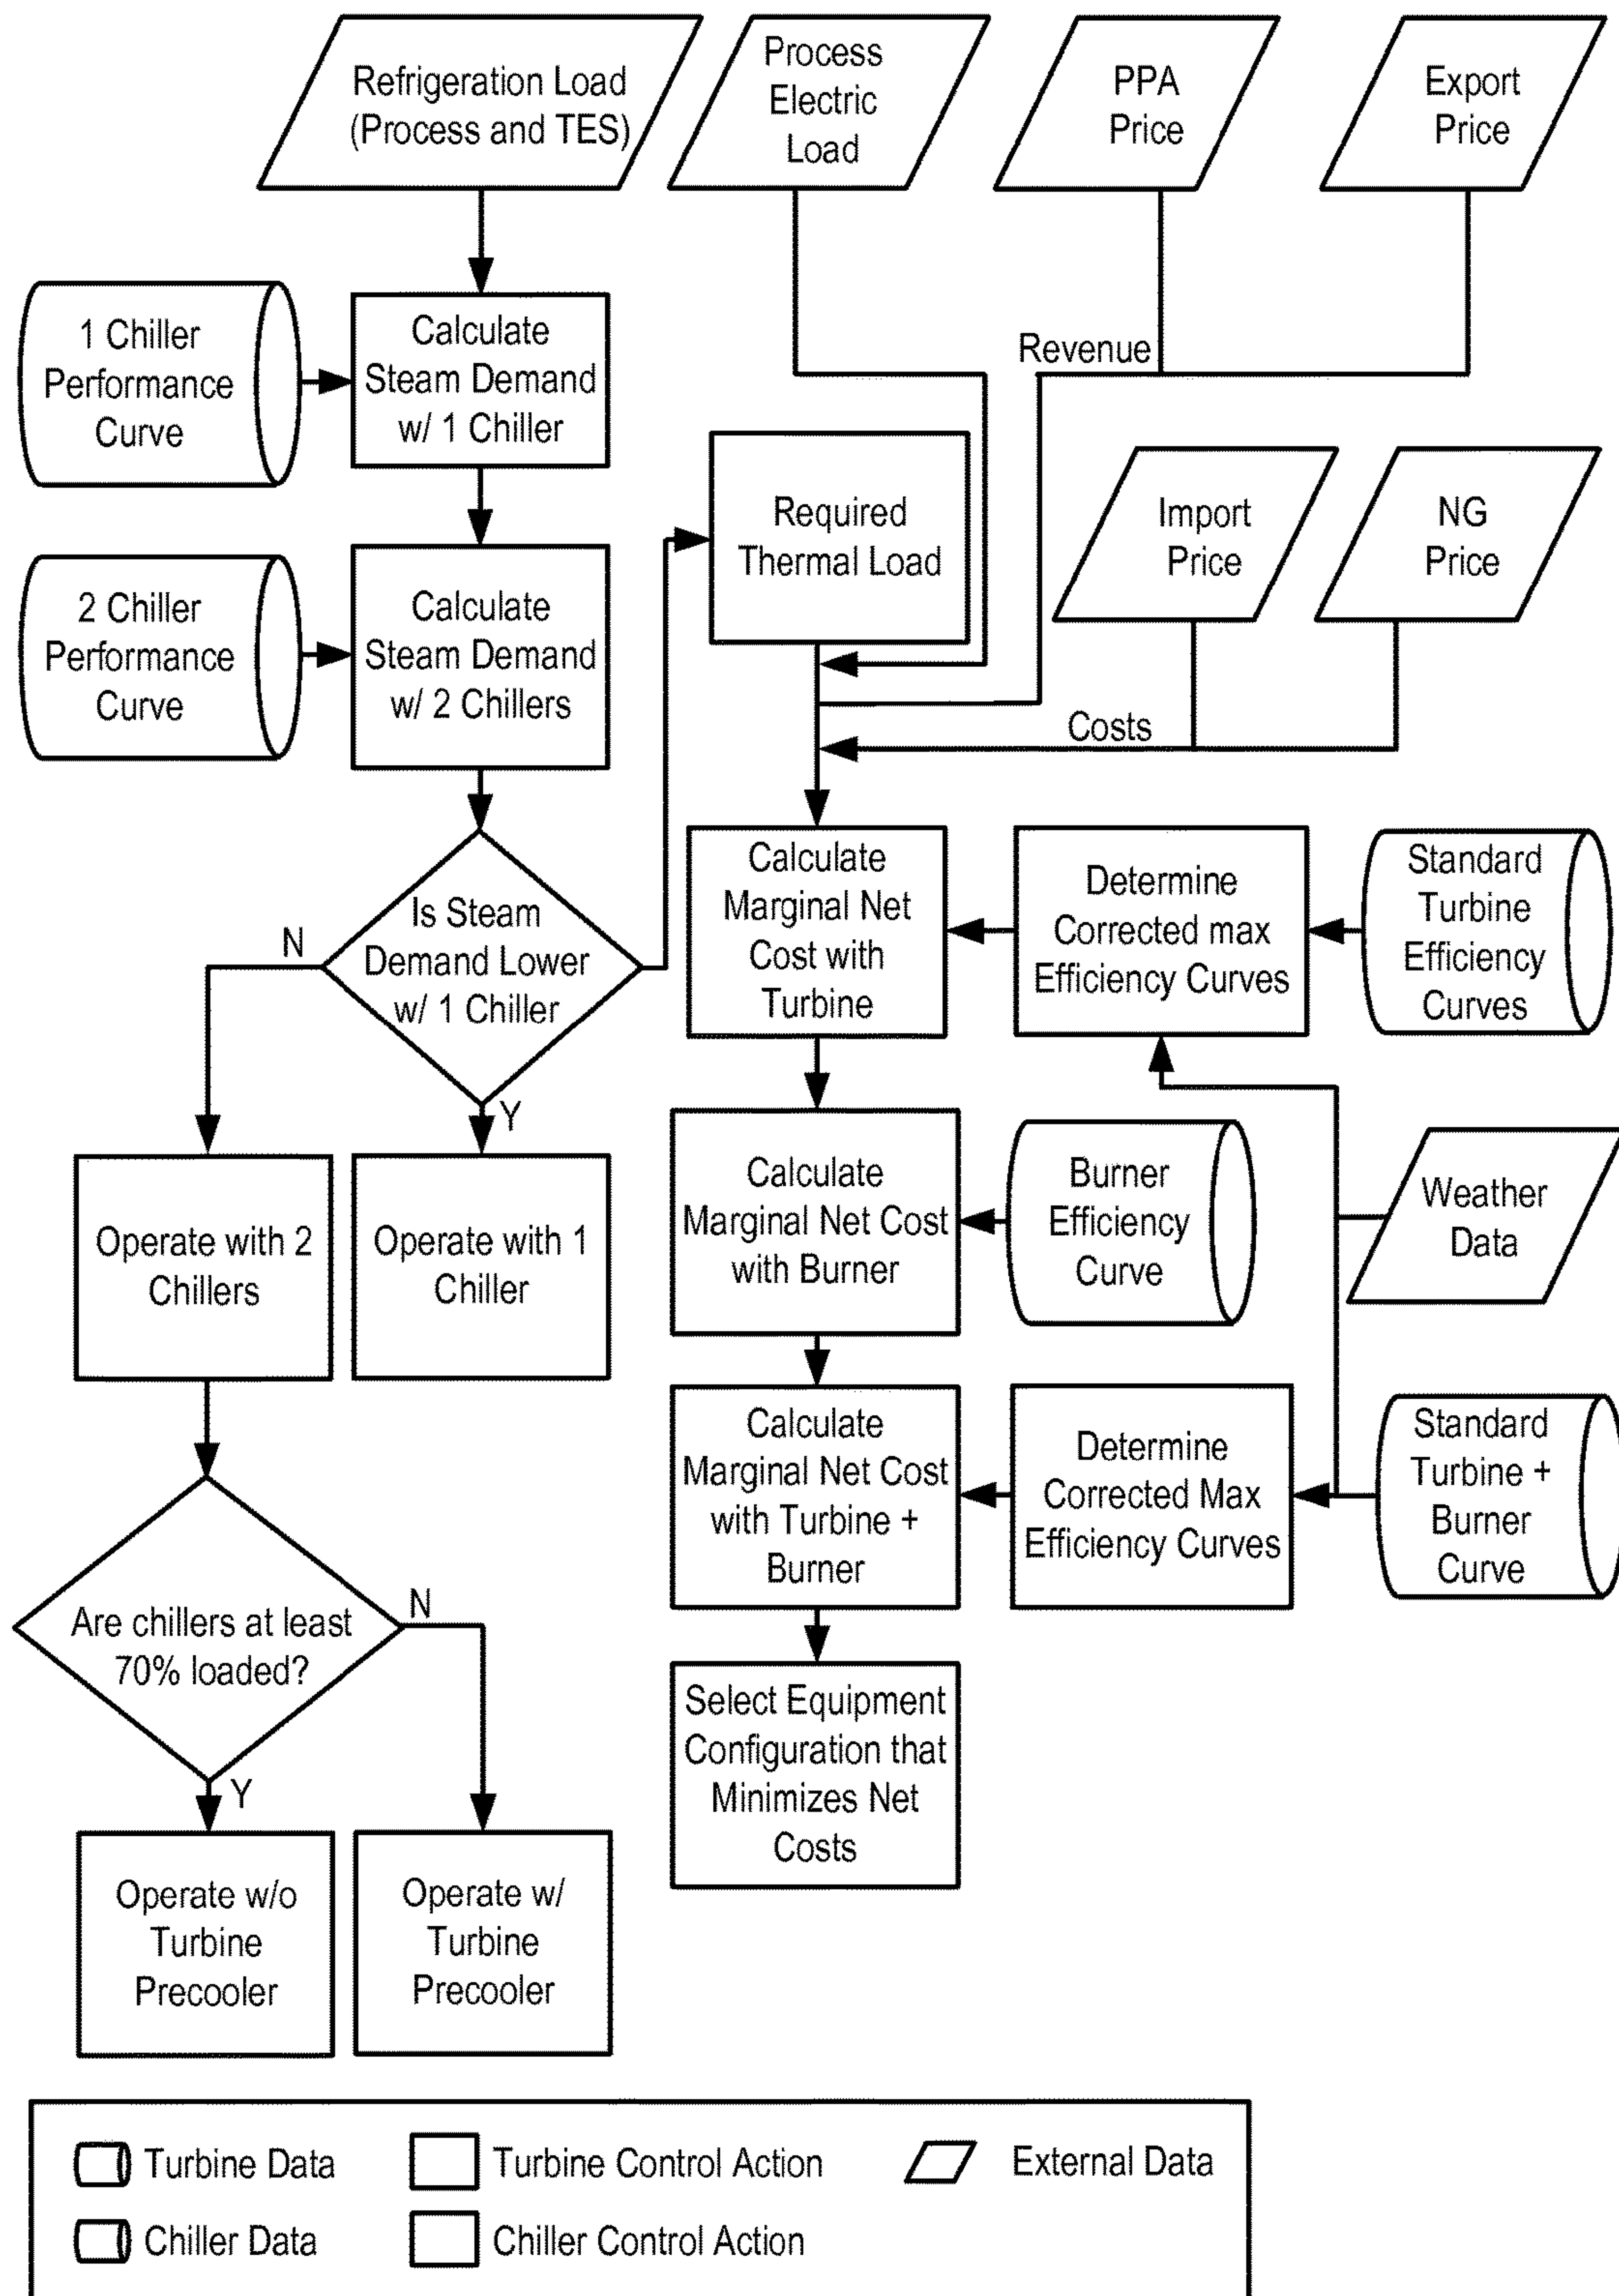 Refrigeration Load
(Process and TES)
Process
Electric
Load
PPA
Price
Export
Price
1 Chiller
Performance
Curve
Calculate
Steam Demand
w/ 1 Chiller
Revenue
Required
Thermal Load
Import
Price
NG
Price
2 Chiller
Performance
Curve
Calculate
Steam Demand
w/ 2 Chillers
Costs
Is Steam
Demand Lower
w/ 1 Chiller
N
Y
Calculate
Marginal Net
Cost with
Turbine
Determine
Corrected max
Efficiency Curves
Standard
Turbine
Efficiency
Curves
Operate with 2
Chillers
Operate with 1
Chiller
Calculate
Marginal Net Cost
with Burner
Burner
Efficiency
Curve
Weather
Data
Calculate
Marginal Net Cost
with Turbine +
Burner
Determine
Corrected Max
Efficiency Curves
Standard
Turbine +
Burner
Curve
Are chillers at least
70% loaded?
N
Y
Select Equipment
Configuration that
Minimizes Net
Costs
Operate w/o
Turbine
Precooler
Operate w/
Turbine
Precooler
Turbine Data
Turbine Control Action
External Data
Chiller Data
Chiller Control Action